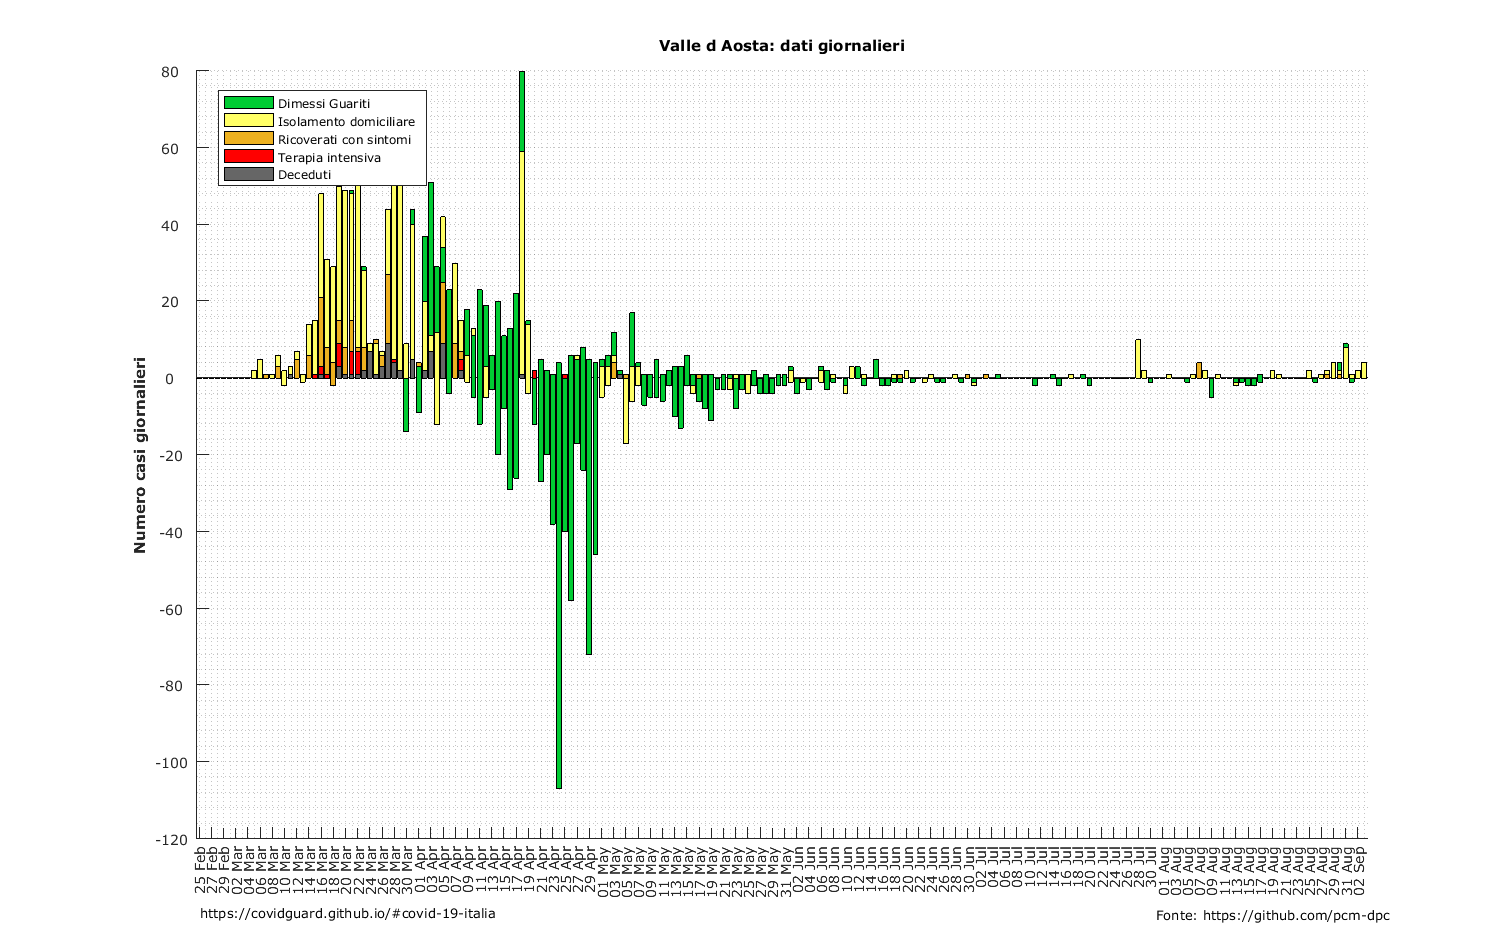 Valle d Aosta: dati giornalieri
Dimessi Guariti
Isolamento domiciliare
Ricoverati con sintomi
Terapia intensiva
Deceduti
Numero casi giornalieri
80
60
40
20
0
-20
-40
-60
-80
-100
-120
25 Feb
27 Feb
29 Feb
02 Mar
04 Mar
06 Mar
08 Mar
10 Mar
12 Mar
14 Mar
16 Mar
18 Mar
20 Mar
22 Mar
24 Mar
26 Mar
28 Mar
30 Mar
01 Apr
03 Apr
05 Apr
07 Apr
09 Apr
11 Apr
13 Apr
15 Apr
17 Apr
19 Apr
21 Apr
23 Apr
25 Apr
27 Apr
29 Apr
01 May
03 May
05 May
07 May
09 May
11 May
13 May
15 May
17 May
19 May
21 May
23 May
25 May
27 May
29 May
31 May
02 Jun
04 Jun
06 Jun
08 Jun
10 Jun
12 Jun
14 Jun
16 Jun
18 Jun
20 Jun
22 Jun
24 Jun
26 Jun
28 Jun
30 Jun
02 Jul
04 Jul
06 Jul
08 Jul
10 Jul
12 Jul
14 Jul
16 Jul
18 Jul
20 Jul
22 Jul
24 Jul
26 Jul
28 Jul
30 Jul
01 Aug
03 Aug
05 Aug
07 Aug
09 Aug
11 Aug
13 Aug
15 Aug
17 Aug
19 Aug
21 Aug
23 Aug
25 Aug
27 Aug
29 Aug
31 Aug
02 Sep
https://covidguard.github.io/#covid-19-italia
Fonte: https://github.com/pcm-dpc